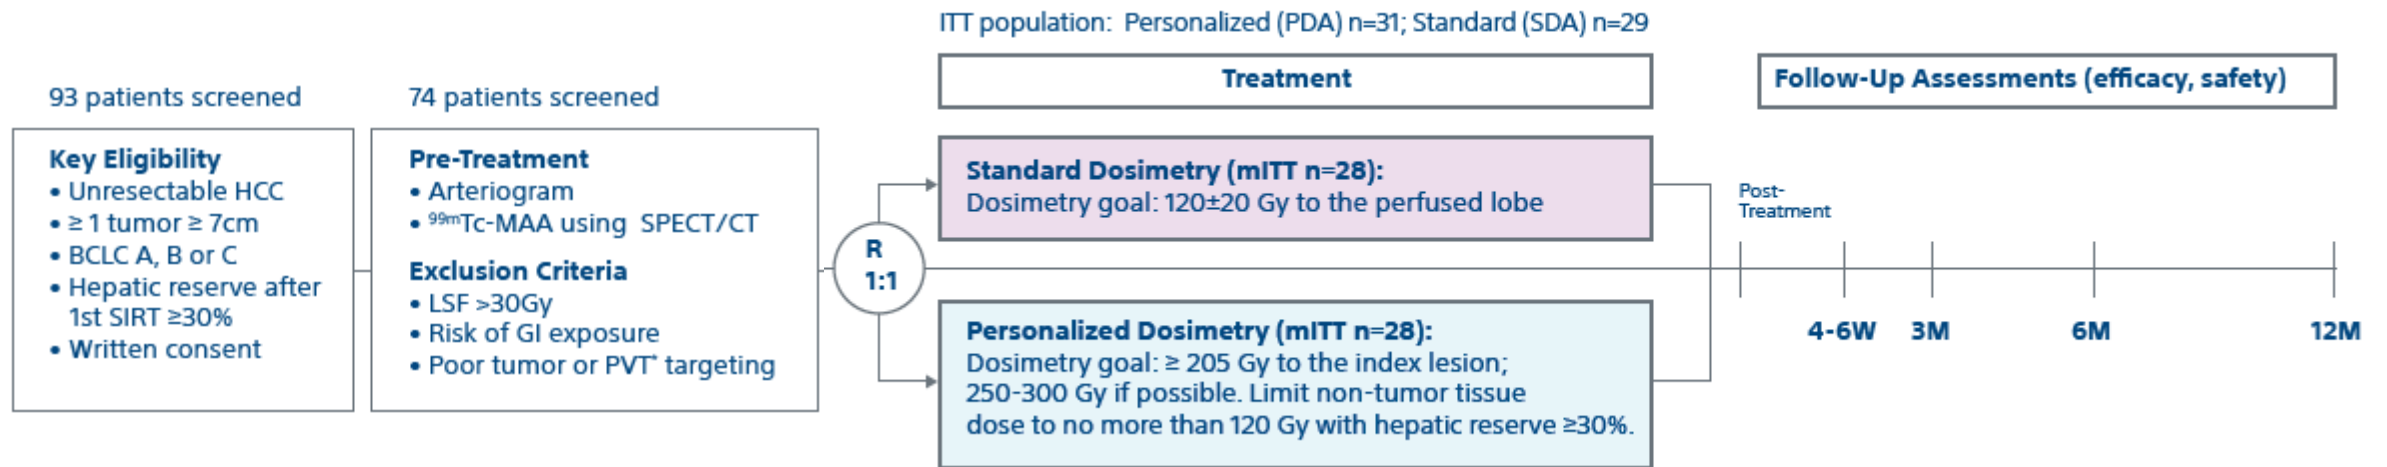 ITT population: Personalized (PDA) n=31; Standard (SDA) n=29
93 patients screened
Key Eligibility
• Unresectable HCC
• ≥ 1 tumor ≥ 7cm
• BCLC A, B or C
• Hepatic reserve after
1st SIRT ≥30%
• Written consent
74 patients screened
Pre-Treatment
• Arteriogram
• ⁹⁹ᵐTc-MAA using SPECT/CT
Exclusion Criteria
• LSF >30Gy
• Risk of GI exposure
• Poor tumor or PVT* targeting
R
1:1
Treatment
Standard Dosimetry (mITT n=28):
Dosimetry goal: 120±20 Gy to the perfused lobe
Personalized Dosimetry (mITT n=28):
Dosimetry goal: ≥ 205 Gy to the index lesion;
250-300 Gy if possible. Limit non-tumor tissue
dose to no more than 120 Gy with hepatic reserve ≥30%.
Follow-Up Assessments (efficacy, safety)
Post-
Treatment
4-6W 3M 6M 12M